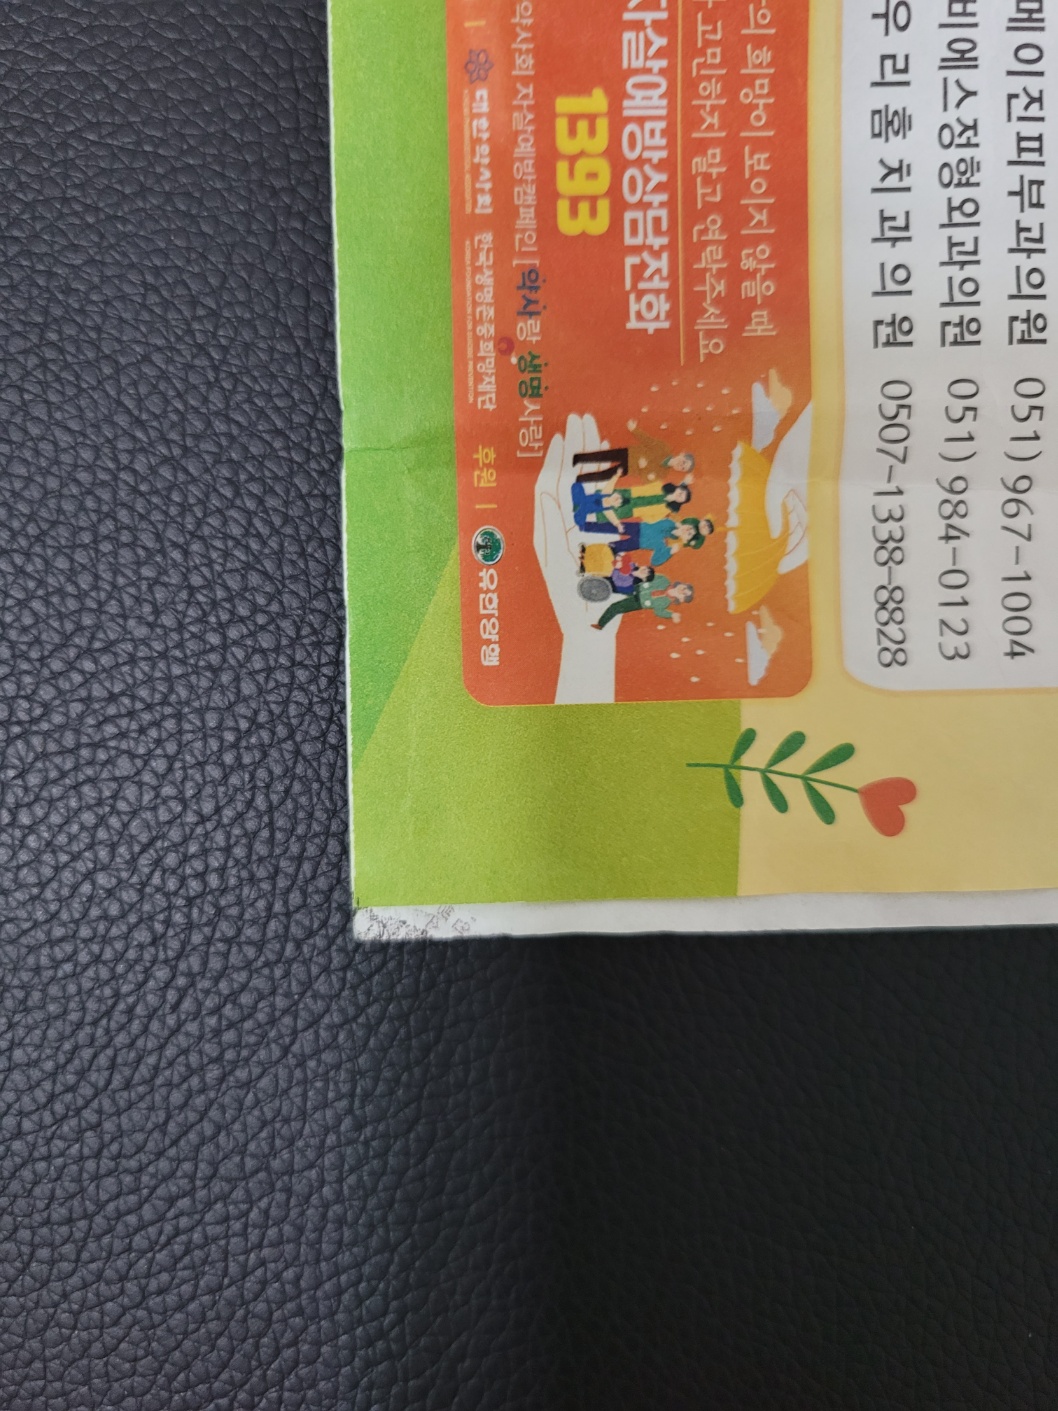 메이진피부과의원 051)967-1004
비에스정형외과의원 051)984-0123
우리홈치과의원 0507-1338-8828
희망이 보이지 않을 때
고민하지 말고 연락주세요
자살예방상담전화
1393
약사회 자살예방캠페인 [약사랑 생명사랑]
대한약사회 한국생명존중희망재단 후원 | 유한양행